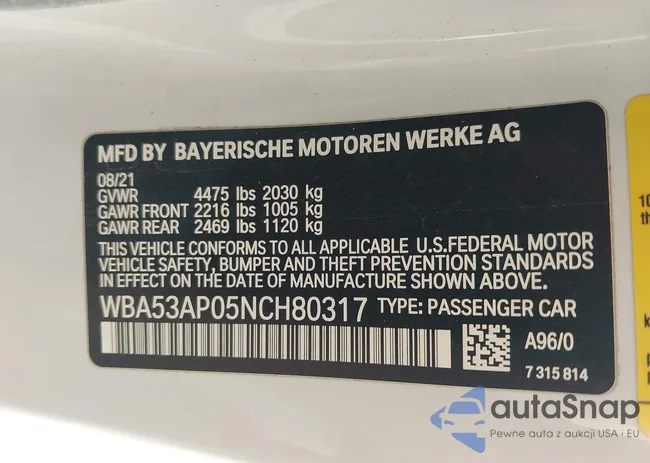 MFD BY BAYERISCHE MOTOREN WERKE AG
08/21
GVWR 4475 lbs 2030 kg
GAWR FRONT 2216 lbs 1005 kg
GAWR REAR 2469 lbs 1120 kg
THIS VEHICLE CONFORMS TO ALL APPLICABLE U.S.FEDERAL MOTOR
VEHICLE SAFETY, BUMPER AND THEFT PREVENTION STANDARDS
IN EFFECT ON THE DATE OF MANUFACTURE SHOWN ABOVE.
WBA53AP05NCH80317 TYPE: PASSENGER CAR
A96/0
7 315 814
autaSnap
Pewne auta z aukcji USA i EU